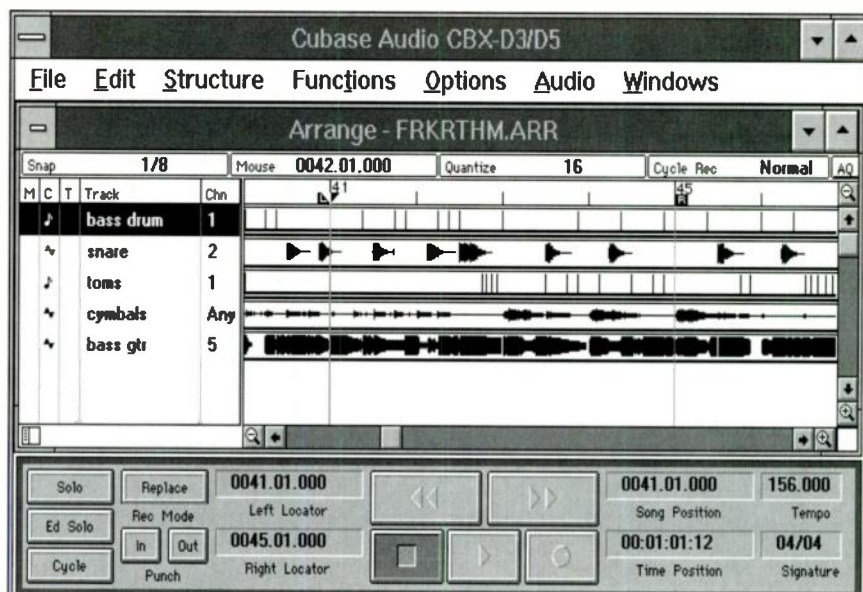 Cubase Audio CBX-D3/D5
File Edit Structure Functions Options Audio Windows
Arrange - FRKRTHM.ARR
Snap 1/8 Mouse 0042.01.000 Quantize 16 Cycle Rec Normal AQ
M C T Track Chn
L 41 45 R
bass drum 1
snare 2
toms 1
cymbals Any
bass gtr 5
Solo Replace 0041.01.000 0041.01.000 156.000
Rec Mode Left Locator Song Position Tempo
Ed Solo In Out 0045.01.000 00:01:01:12 04/04
Cycle Punch Right Locator Time Position Signature